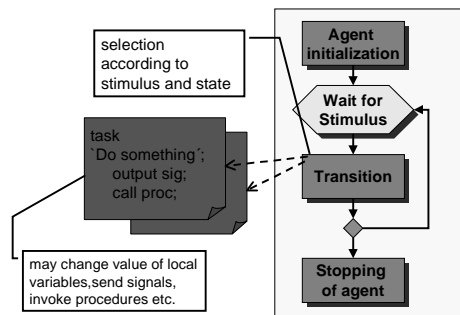 selection
according to
stimulus and state
Agent
initialization
Wait for
Stimulus
task
`Do something´;
output sig;
call proc;
Transition
may change value of local
variables,send signals,
invoke procedures etc.
Stopping
of agent